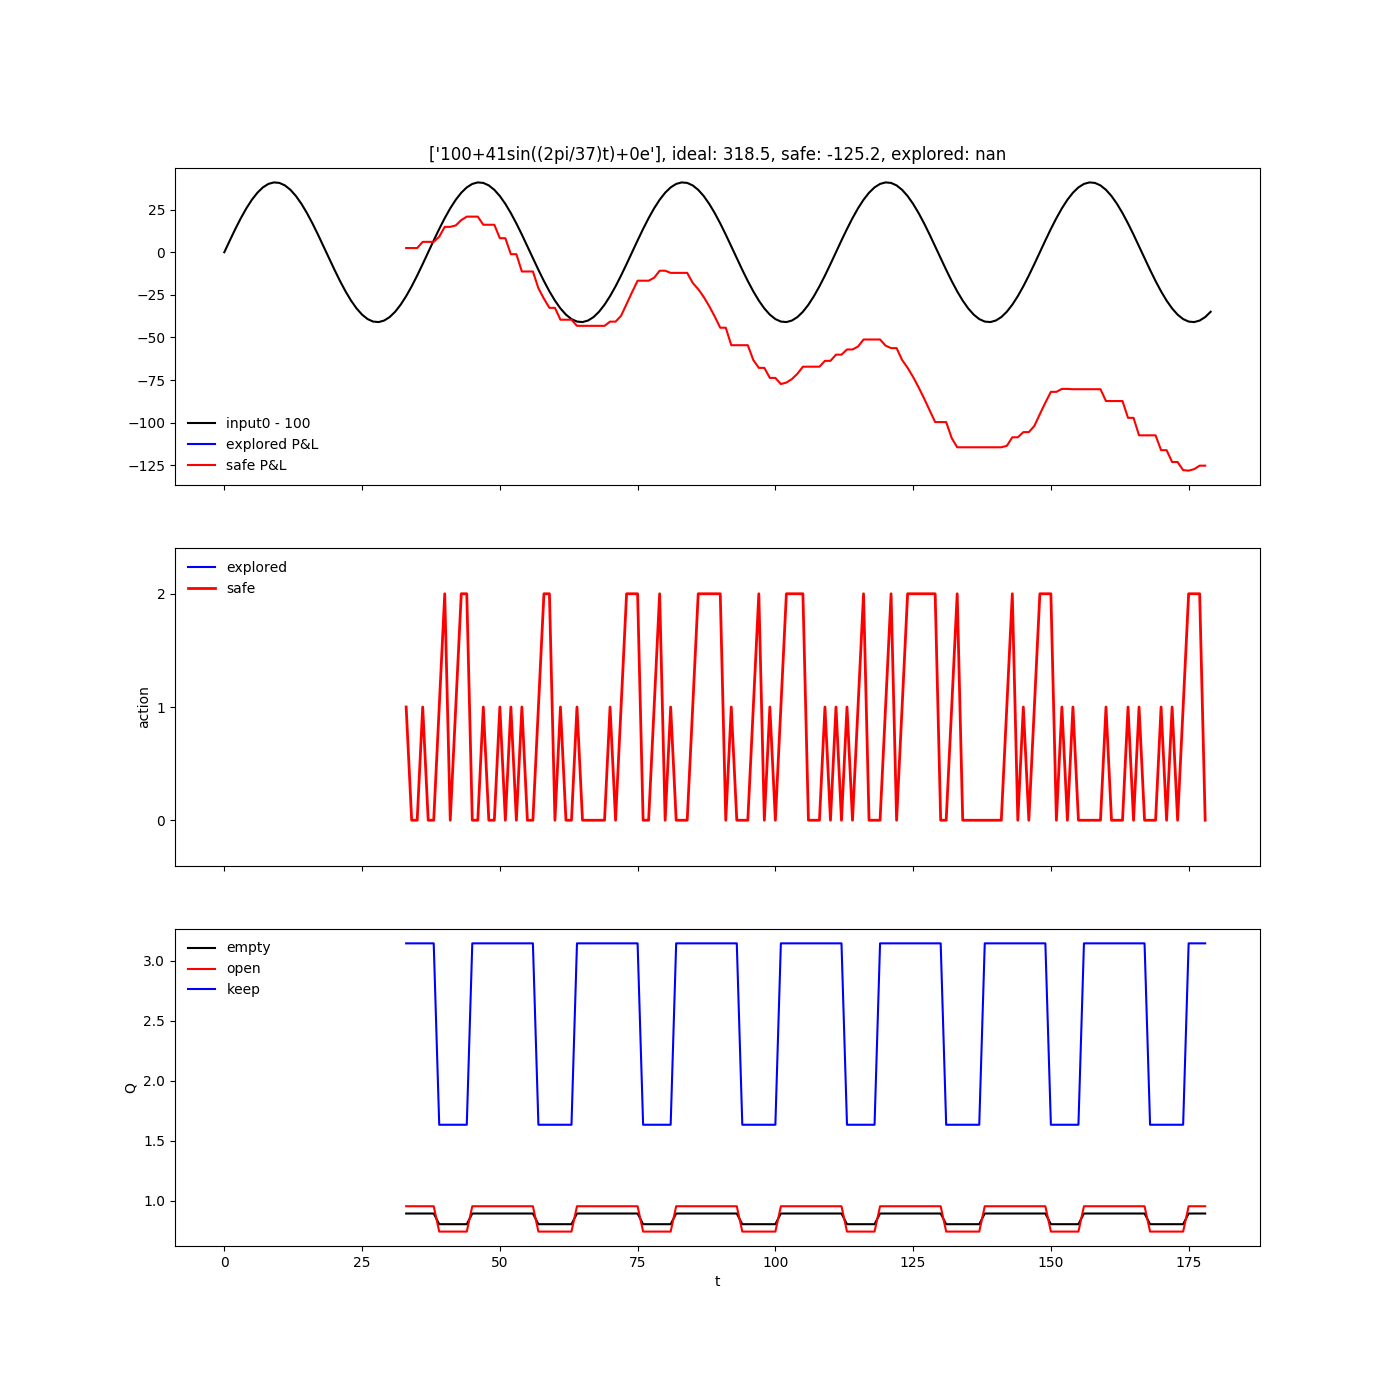 ['100+41sin((2pi/37)t)+0e'], ideal: 318.5, safe: -125.2, explored: nan
25
0
−25
−50
−75
−100
−125
input0 - 100
explored P&L
safe P&L
explored
safe
2
1
0
action
empty
open
keep
3.0
2.5
2.0
1.5
1.0
Q
0 25 50 75 100 125 150 175
t